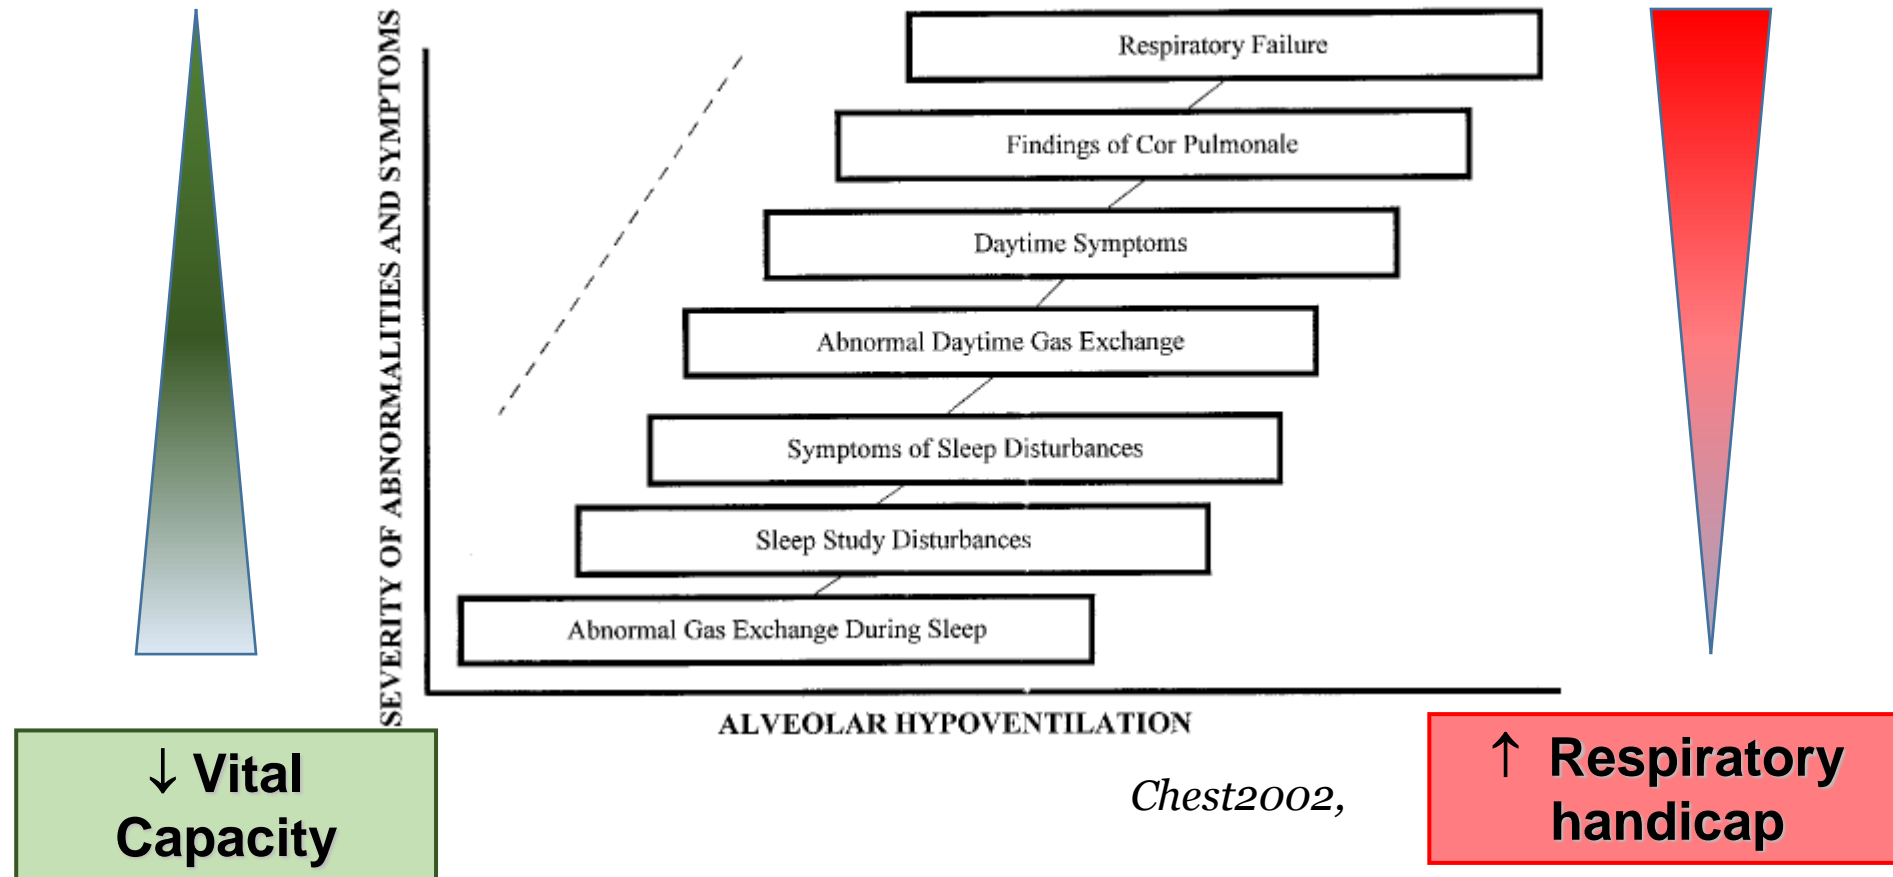 SEVERITY OF ABNORMALITIES AND SYMPTOMS
Respiratory Failure
Findings of Cor Pulmonale
Daytime Symptoms
Abnormal Daytime Gas Exchange
Symptoms of Sleep Disturbances
Sleep Study Disturbances
Abnormal Gas Exchange During Sleep
ALVEOLAR HYPOVENTILATION
↓ Vital
Capacity
Chest2002,
↑ Respiratory
handicap